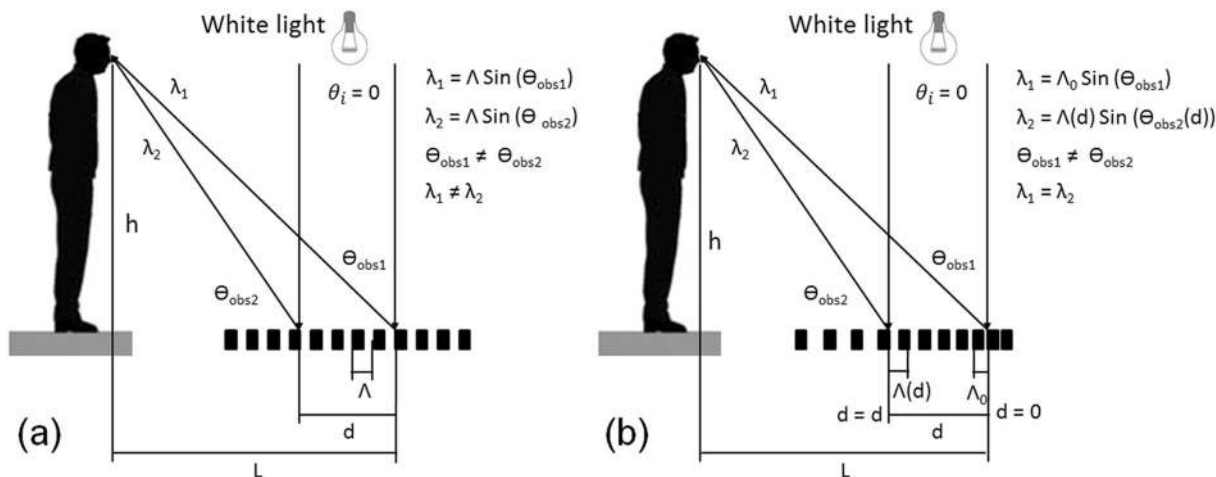 White light
θi = 0
λ1 = Λ Sin (Θobs1)
λ2 = Λ Sin (Θ obs2)
Θobs1 ≠ Θobs2
λ1 ≠ λ2
λ1
λ2
h
Θobs1
Θobs2
Λ
d
L
(a)
White light
θi = 0
λ1 = Λ0 Sin (Θobs1)
λ2 = Λ(d) Sin (Θobs2(d))
Θobs1 ≠ Θobs2
λ1 = λ2
λ1
λ2
h
Θobs1
Θobs2
Λ(d)
Λ0
d = d
d = 0
d
L
(b)